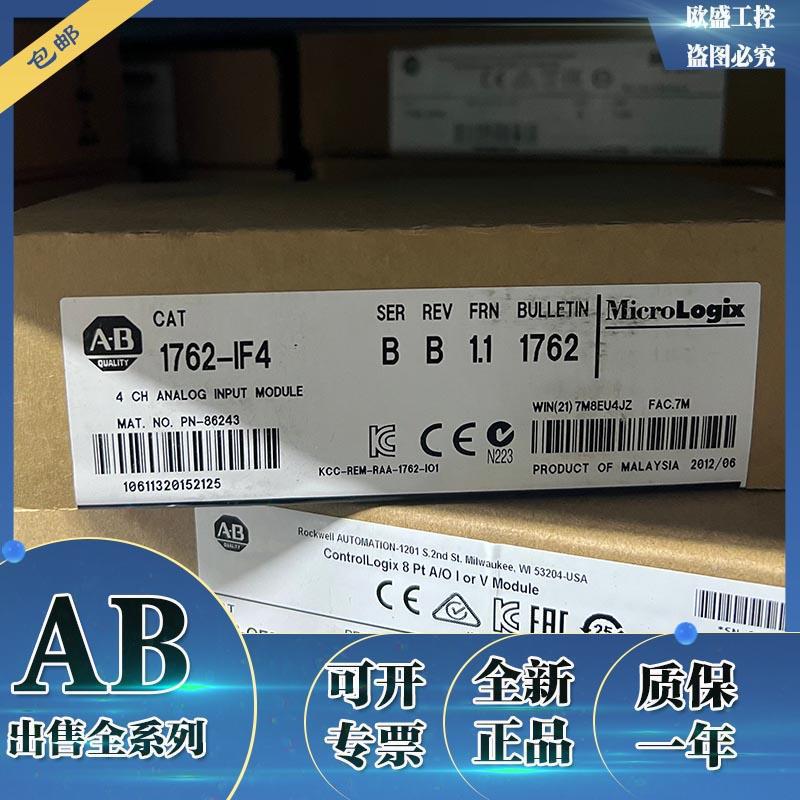 包邮
欧盛工控
盗图必究
A-B
QUALITY
CAT
1762-IF4
4 CH ANALOG INPUT MODULE
SER REV FRN BULLETIN
B B 1.1 1762
MicroLogix
MAT. NO. PN-86243
10611320152125
KCC-REM-RAA-1762-IO1
N223
WIN(21) 7M8EU4JZ FAC.7M
PRODUCT OF MALAYSIA 2012/06
A-B
Rockwell AUTOMATION-1201 S.2nd St. Milwaukee, WI 53204-USA
ControlLogix 8 Pt A/O I or V Module
CE
EAC
25
AB
出售全系列
可开
专票
全新
正品
质保
一年